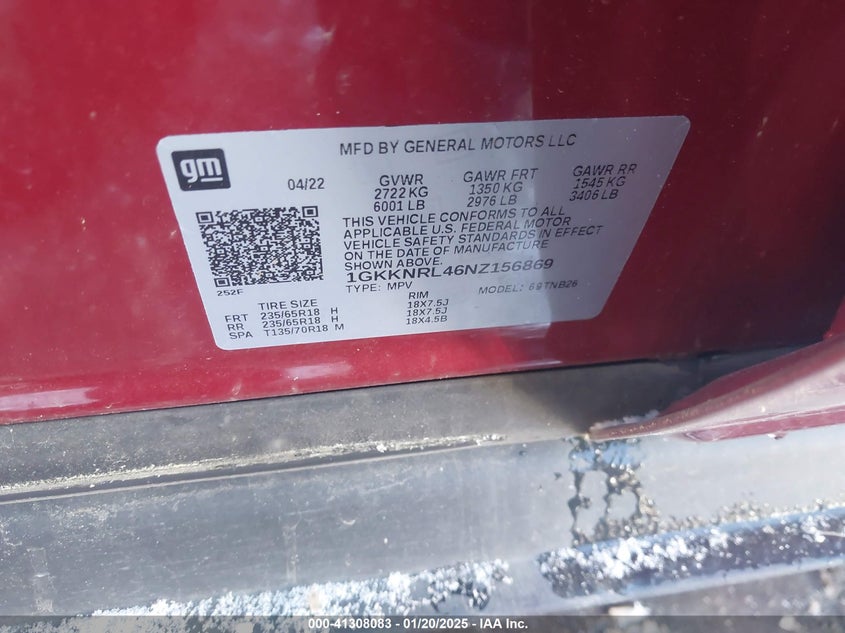 gm
MFD BY GENERAL MOTORS LLC
04/22
GVWR GAWR FRT GAWR RR
2722 KG 1350 KG 1545 KG
6001 LB 2976 LB 3406 LB
THIS VEHICLE CONFORMS TO ALL
APPLICABLE U.S. FEDERAL MOTOR
VEHICLE SAFETY STANDARDS IN EFFECT
ON THE DATE OF MANUFACTURE
SHOWN ABOVE.
1GKKNRL46NZ156869
252F
TYPE: MPV MODEL: 69TNB26
TIRE SIZE RIM
FRT 235/65R18 H 18X7.5J
RR 235/65R18 H 18X7.5J
SPA T135/70R18 M 18X4.5B
000-41308083 - 01/20/2025 - IAA Inc.